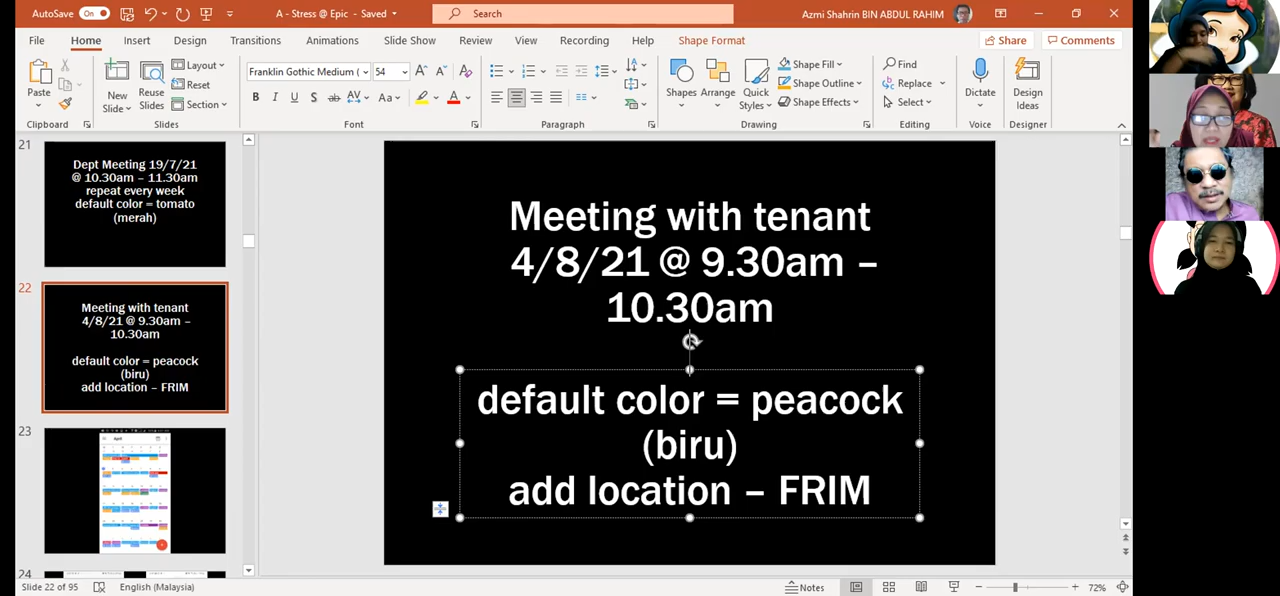 AutoSave On
A - Stress @ Epic - Saved
Search
Azmi Shahrin BIN ABDUL RAHIM
File Home Insert Design Transitions Animations Slide Show Review View Recording Help Shape Format
Share Comments
Paste
Clipboard
New
Slide
Reuse
Slides
Layout
Reset
Section
Slides
Franklin Gothic Medium ( 54
B I U S ab AV Aa A
Font
Paragraph
Shapes Arrange Quick
Styles
Shape Fill
Shape Outline
Shape Effects
Drawing
Find
Replace
Select
Editing
Dictate
Voice
Design
Ideas
Designer
21
Dept Meeting 19/7/21
@ 10.30am – 11.30am
repeat every week
default color = tomato
(merah)
22
Meeting with tenant
4/8/21 @ 9.30am –
10.30am
default color = peacock
(biru)
add location – FRIM
23
24
Meeting with tenant
4/8/21 @ 9.30am –
10.30am
default color = peacock
(biru)
add location – FRIM
Slide 22 of 95 English (Malaysia)
Notes
72%